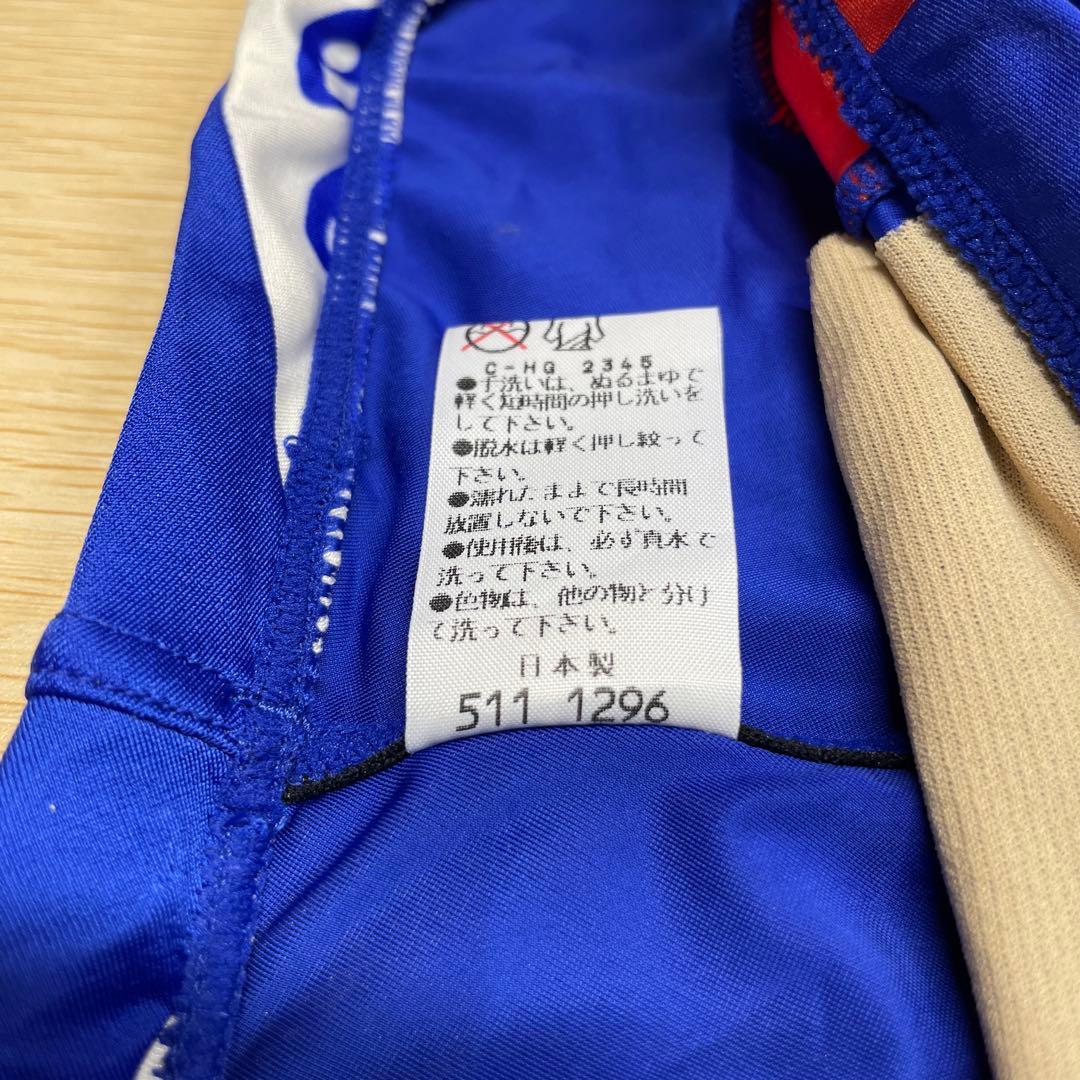 C-HG 2345
●手洗いは、ぬるまゆで
軽く短時間の押し洗いを
して下さい。
●脱水は軽く押し絞って
下さい。
●濡れたままで長時間
放置しないで下さい。
●使用後は、必ず真水で
洗って下さい。
●色物は、他の物と分け
て洗って下さい。
日本製
511 1296